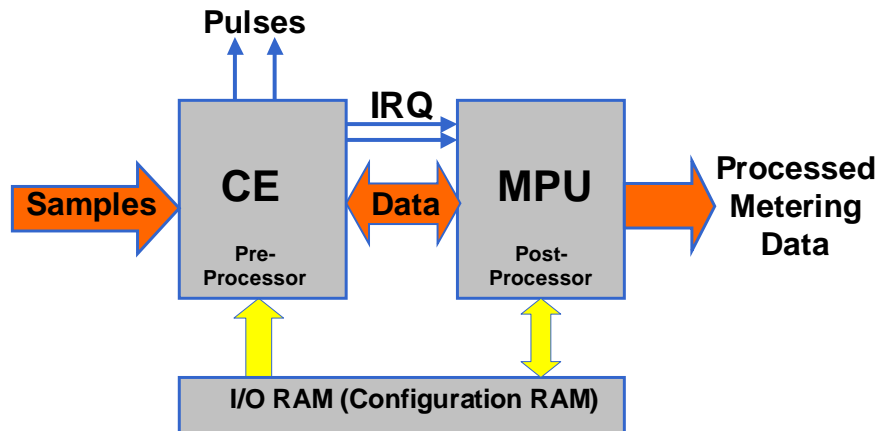 Pulses
IRQ
Samples
CE
Pre-
Processor
Data
MPU
Post-
Processor
Processed
Metering
Data
I/O RAM (Configuration RAM)